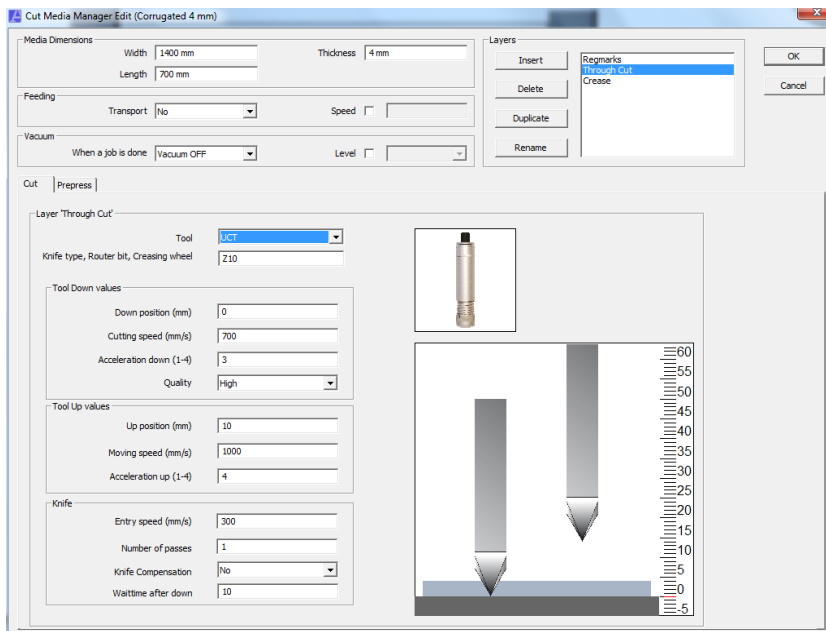 Cut Media Manager Edit (Corrugated 4 mm)
Media Dimensions
Width 1400 mm
Thickness 4 mm
Length 700 mm
Layers
Insert
Delete
Duplicate
Rename
Regmarks
Through Cut
Crease
OK
Cancel
Feeding
Transport No
Speed
Vacuum
When a job is done Vacuum OFF
Level
Cut
Prepress
Layer 'Through Cut'
Tool UCT
Knife type, Router bit, Creasing wheel Z10
Tool Down values
Down position (mm) 0
Cutting speed (mm/s) 700
Acceleration down (1-4) 3
Quality High
Tool Up values
Up position (mm) 10
Moving speed (mm/s) 1000
Acceleration up (1-4) 4
Knife
Entry speed (mm/s) 300
Number of passes 1
Knife Compensation No
Waittime after down 10
60
55
50
45
40
35
30
25
20
15
10
5
0
-5